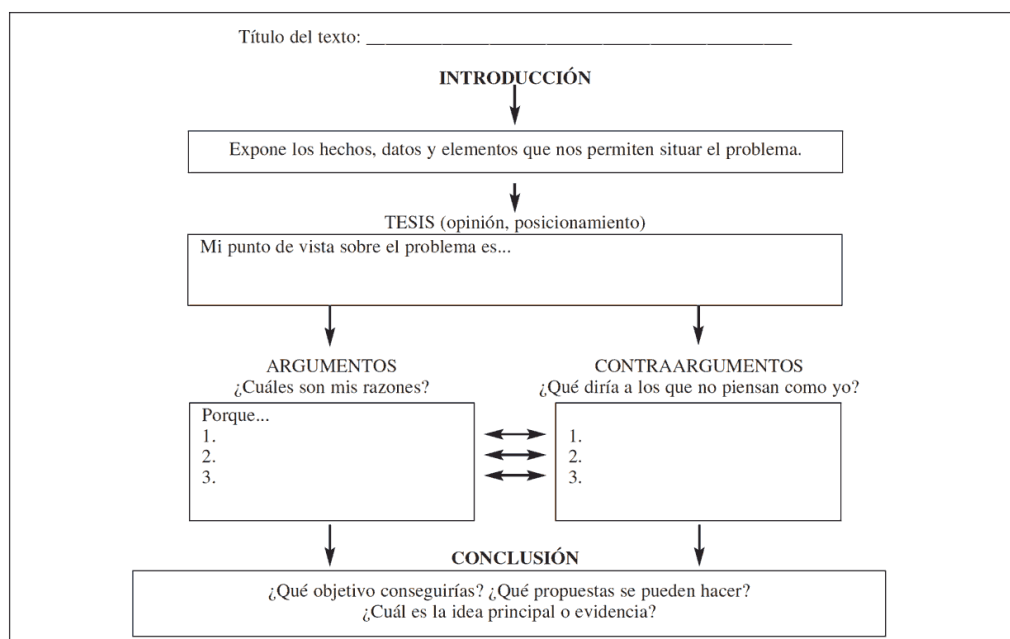 Título del texto: ______________________________________________
INTRODUCCIÓN
Expone los hechos, datos y elementos que nos permiten situar el problema.
TESIS (opinión, posicionamiento)
Mi punto de vista sobre el problema es...
ARGUMENTOS
¿Cuáles son mis razones?
Porque...
1.
2.
3.
CONTRAARGUMENTOS
¿Qué diría a los que no piensan como yo?
1.
2.
3.
CONCLUSIÓN
¿Qué objetivo conseguirías? ¿Qué propuestas se pueden hacer?
¿Cuál es la idea principal o evidencia?